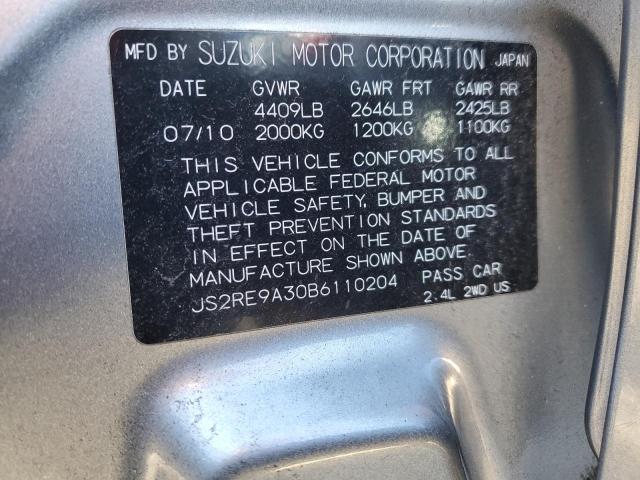 MFD BY SUZUKI MOTOR CORPORATION JAPAN
DATE GVWR GAWR FRT GAWR RR
4409LB 2646LB 2425LB
07/10 2000KG 1200KG 1100KG
THIS VEHICLE CONFORMS TO ALL
APPLICABLE FEDERAL MOTOR
VEHICLE SAFETY, BUMPER AND
THEFT PREVENTION STANDARDS
IN EFFECT ON THE DATE OF
MANUFACTURE SHOWN ABOVE.
JS2RE9A30B6110204 PASS CAR
2.4L 2WD US